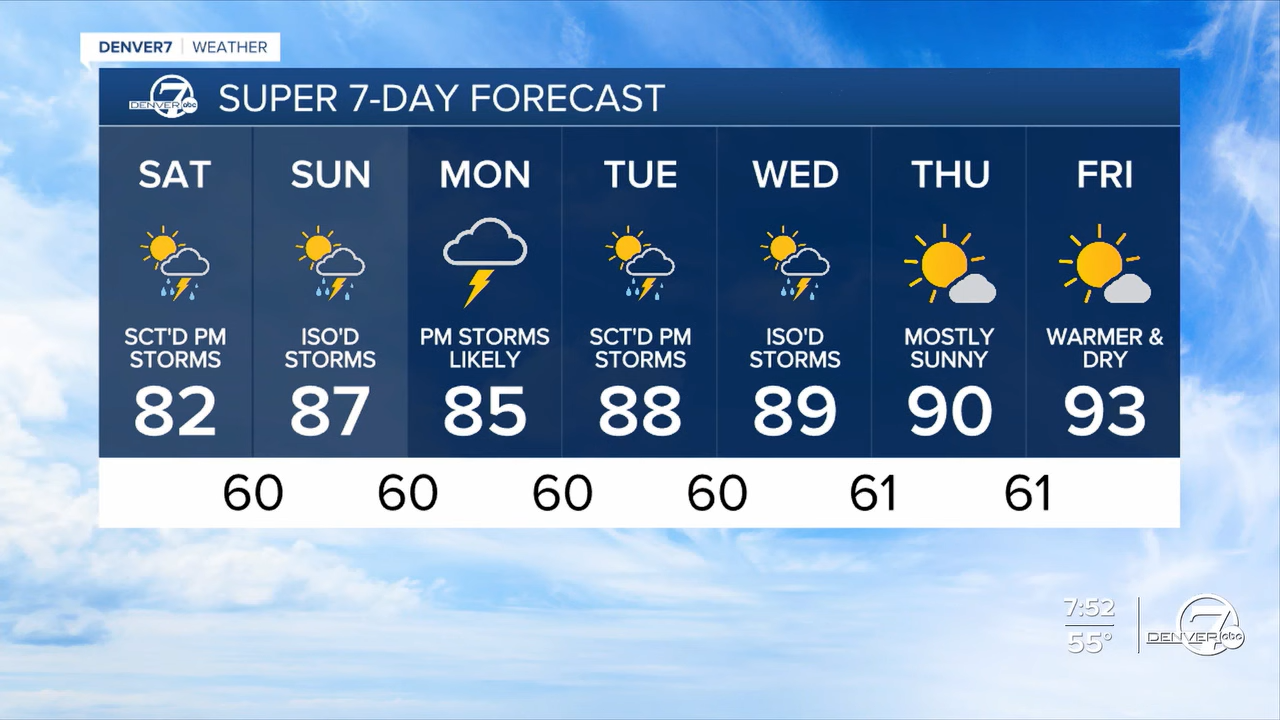 DENVER7 | WEATHER
7 DENVER abc SUPER 7-DAY FORECAST
SAT SUN MON TUE WED THU FRI
SCT'D PM ISO'D PM STORMS SCT'D PM ISO'D MOSTLY WARMER &
STORMS STORMS LIKELY STORMS STORMS SUNNY DRY
82 87 85 88 89 90 93
60 60 60 60 61 61
7:52
55°
7 DENVER abc